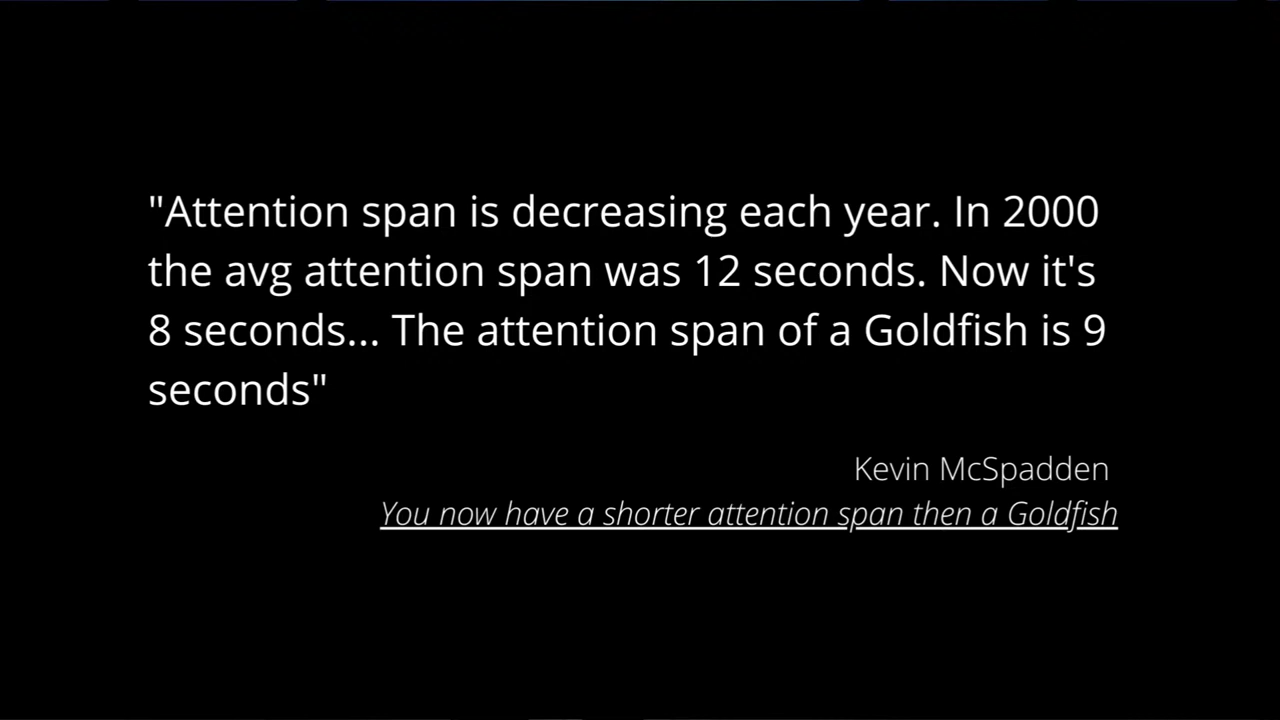 "Attention span is decreasing each year. In 2000
the avg attention span was 12 seconds. Now it's
8 seconds... The attention span of a Goldfish is 9
seconds"
Kevin McSpadden
You now have a shorter attention span then a Goldfish